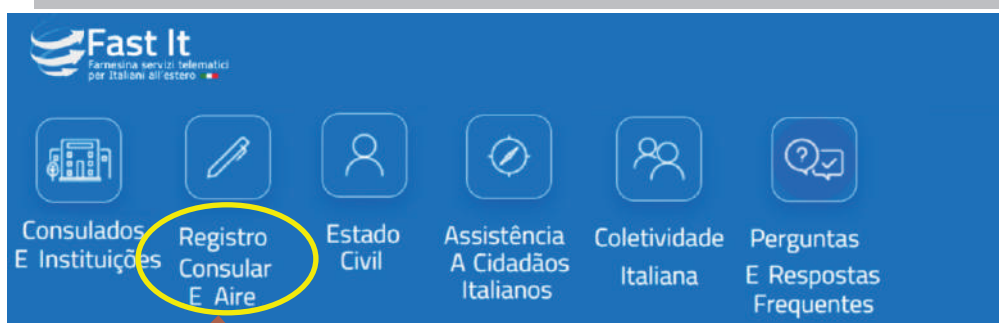 Fast It
Farnesina servizi telematici
per Italiani all'estero
Consulados
E Instituições
Registro
Consular
E Aire
Estado
Civil
Assistência
A Cidadãos
Italianos
Coletividade
Italiana
Perguntas
E Respostas
Frequentes